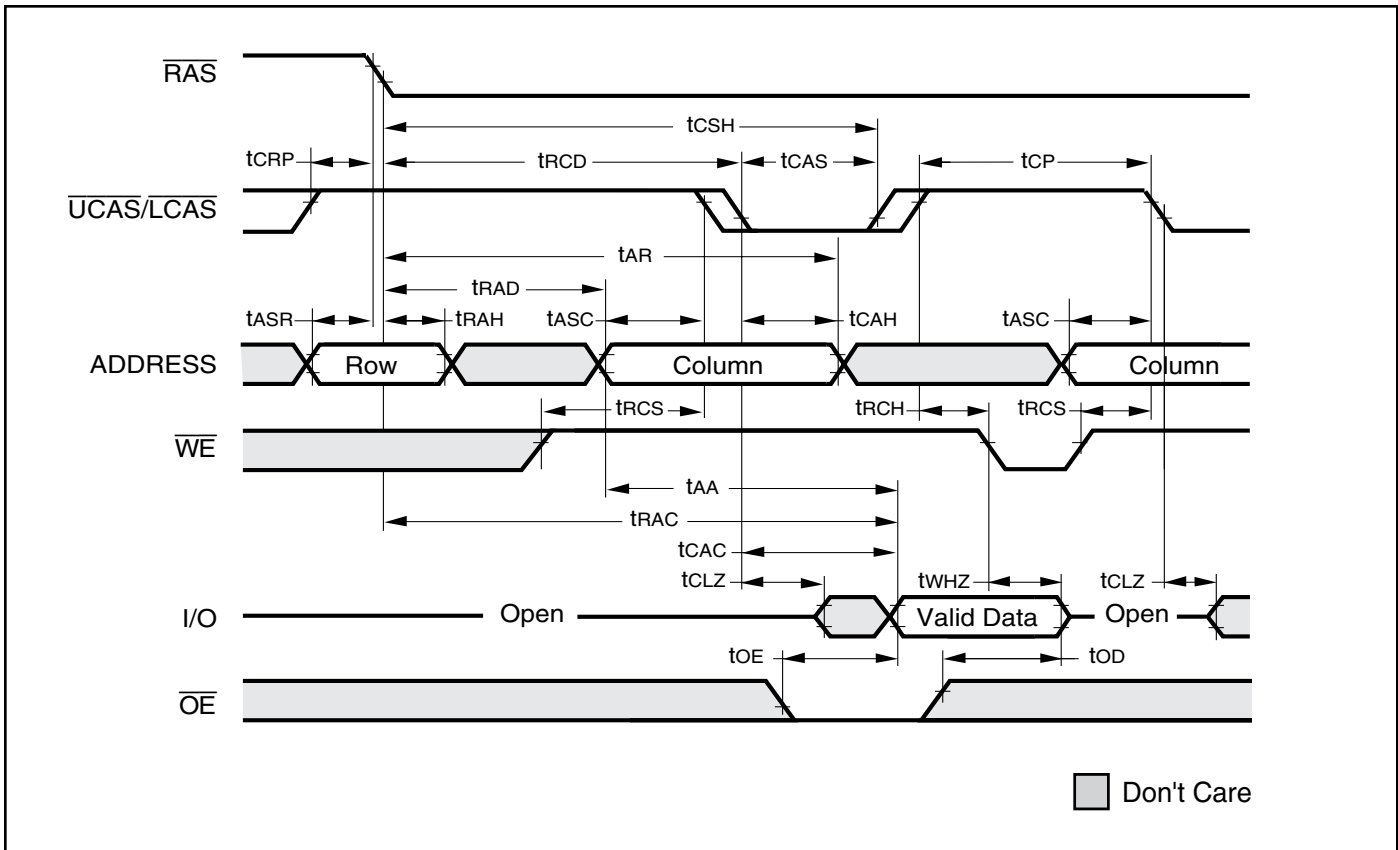 RAS
tCSH
tCRP
tRCD
tCAS
tCP
UCAS/LCAS
tAR
tRAD
tASR
tRAH
tASC
tCAH
tASC
ADDRESS
Row
Column
Column
tRCS
tRCH
tRCS
WE
tAA
tRAC
tCAC
tCLZ
tWHZ
tCLZ
I/O
Open
Valid Data
Open
tOE
tOD
OE
Don't Care